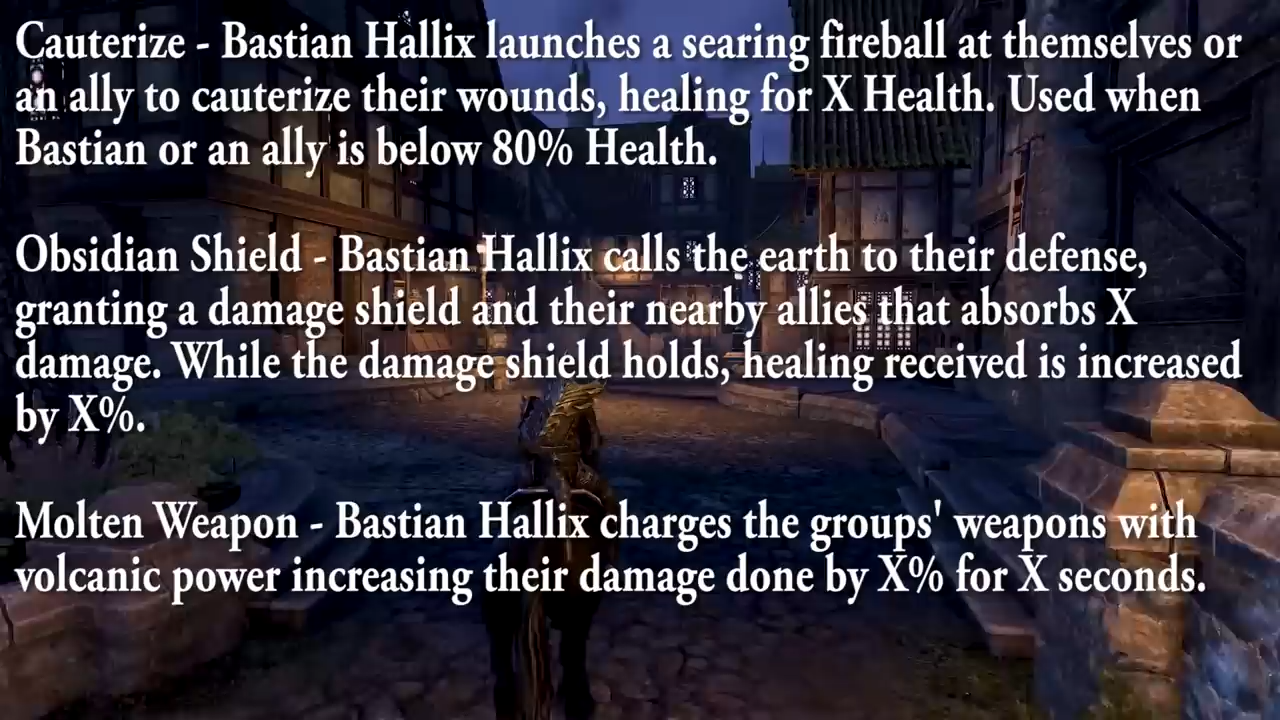 Cauterize - Bastian Hallix launches a searing fireball at themselves or
an ally to cauterize their wounds, healing for X Health. Used when
Bastian or an ally is below 80% Health.
Obsidian Shield - Bastian Hallix calls the earth to their defense,
granting a damage shield and their nearby allies that absorbs X
damage. While the damage shield holds, healing received is increased
by X%.
Molten Weapon - Bastian Hallix charges the groups' weapons with
volcanic power increasing their damage done by X% for X seconds.